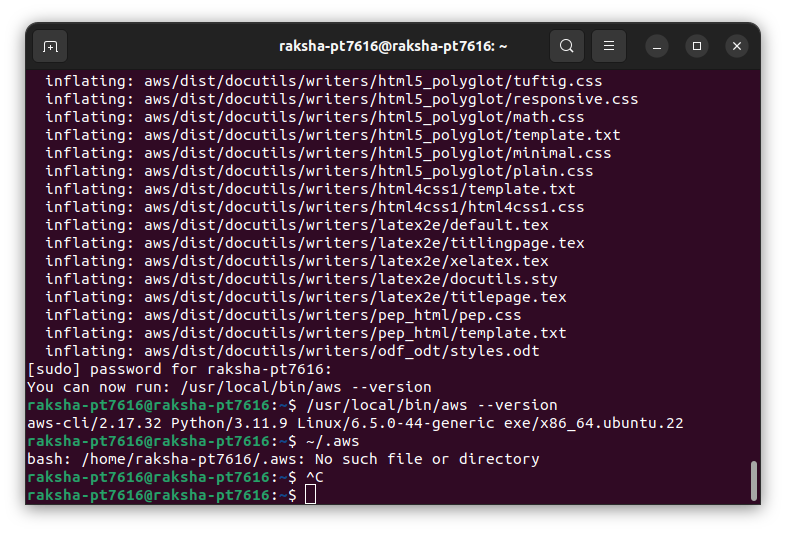 raksha-pt7616@raksha-pt7616: ~
inflating: aws/dist/docutils/writers/html5_polyglot/tuftig.css
inflating: aws/dist/docutils/writers/html5_polyglot/responsive.css
inflating: aws/dist/docutils/writers/html5_polyglot/math.css
inflating: aws/dist/docutils/writers/html5_polyglot/template.txt
inflating: aws/dist/docutils/writers/html5_polyglot/minimal.css
inflating: aws/dist/docutils/writers/html5_polyglot/plain.css
inflating: aws/dist/docutils/writers/html4css1/template.txt
inflating: aws/dist/docutils/writers/html4css1/html4css1.css
inflating: aws/dist/docutils/writers/latex2e/default.tex
inflating: aws/dist/docutils/writers/latex2e/titlingpage.tex
inflating: aws/dist/docutils/writers/latex2e/xelatex.tex
inflating: aws/dist/docutils/writers/latex2e/docutils.sty
inflating: aws/dist/docutils/writers/latex2e/titlepage.tex
inflating: aws/dist/docutils/writers/pep_html/pep.css
inflating: aws/dist/docutils/writers/pep_html/template.txt
inflating: aws/dist/docutils/writers/odf_odt/styles.odt
[sudo] password for raksha-pt7616:
You can now run: /usr/local/bin/aws --version
raksha-pt7616@raksha-pt7616:~$ /usr/local/bin/aws --version
aws-cli/2.17.32 Python/3.11.9 Linux/6.5.0-44-generic exe/x86_64.ubuntu.22
raksha-pt7616@raksha-pt7616:~$ ~/.aws
bash: /home/raksha-pt7616/.aws: No such file or directory
raksha-pt7616@raksha-pt7616:~$ ^C
raksha-pt7616@raksha-pt7616:~$